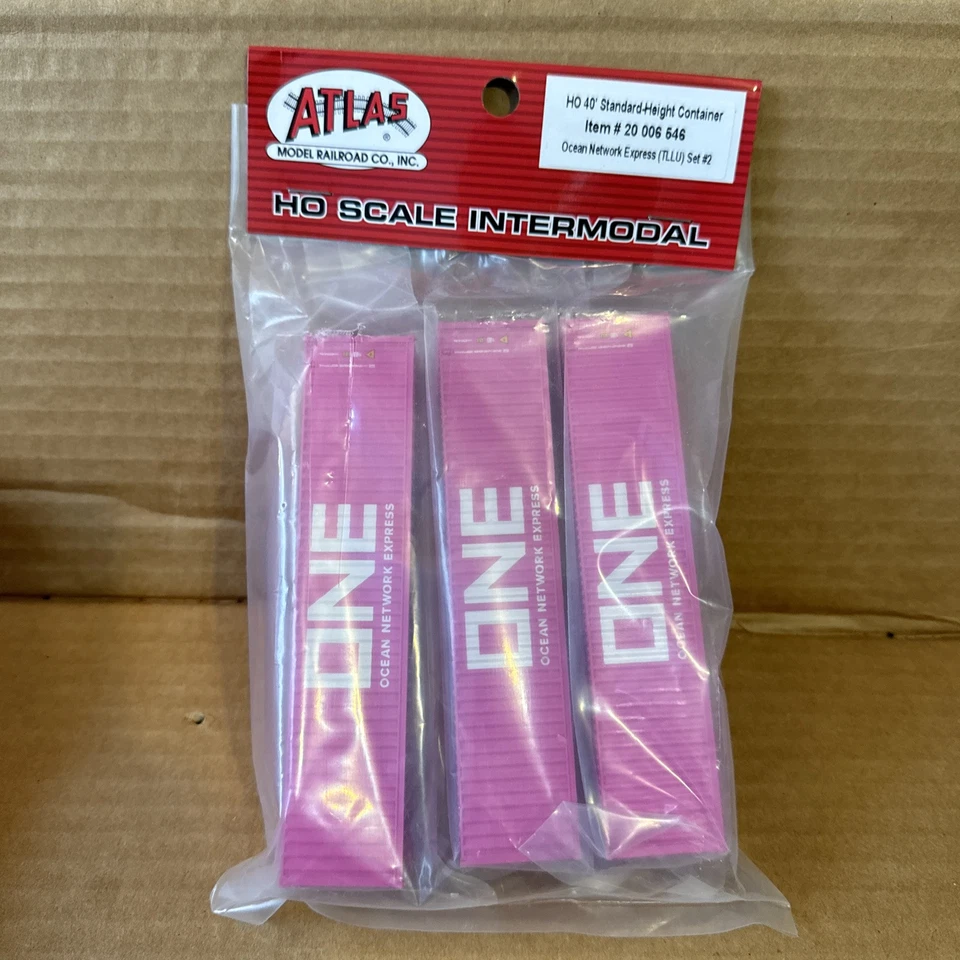 ATLAS
®
MODEL RAILROAD CO., INC.
HO 40' Standard-Height Container
Item # 20 006 546
Ocean Network Express (TLLU) Set #2
HO SCALE INTERMODAL
ONE
OCEAN NETWORK EXPRESS
ONE
OCEAN NETWORK EXPRESS
ONE
OCEAN NETWORK EXPRESS